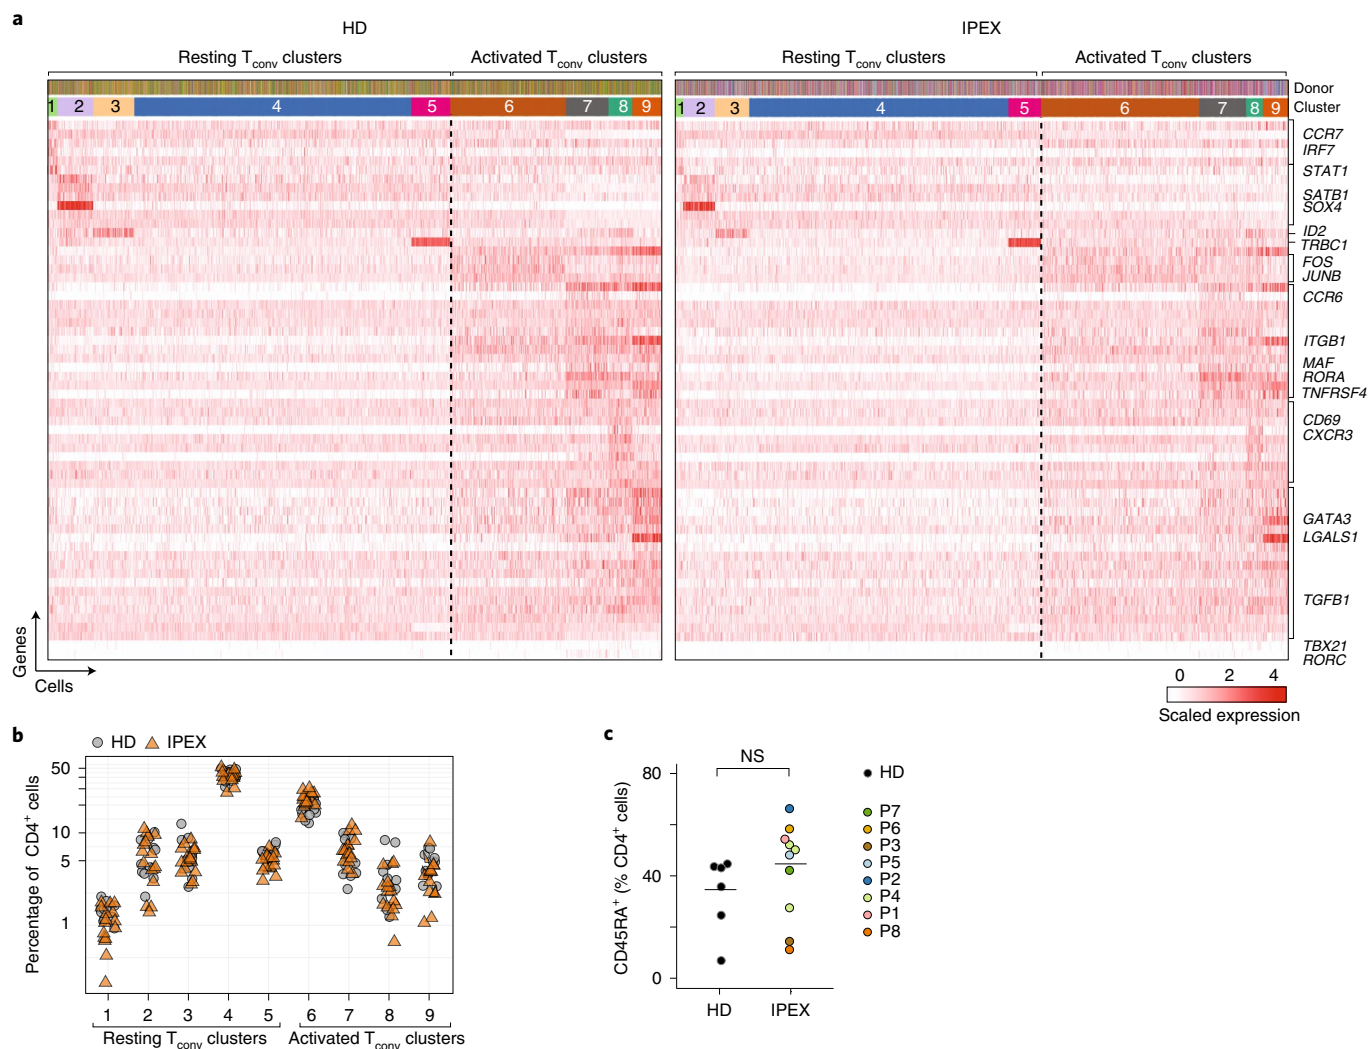 a
HD IPEX
Resting Tconv clusters Activated Tconv clusters Resting Tconv clusters Activated Tconv clusters
Donor
1 2 3 4 5 6 7 8 9 1 2 3 4 5 6 7 8 9 Cluster
CCR7
IRF7
STAT1
SATB1
SOX4
ID2
TRBC1
FOS
JUNB
CCR6
ITGB1
MAF
RORA
TNFRSF4
CD69
CXCR3
GATA3
LGALS1
TGFB1
TBX21
RORC
Genes
Cells
0 2 4
Scaled expression
b
HD IPEX
Percentage of CD4+ cells
50
10
5
1
1 2 3 4 5 6 7 8 9
Resting Tconv clusters Activated Tconv clusters
c
NS
CD45RA+ (% CD4+ cells)
80
40
0
HD IPEX
HD
P7
P6
P3
P5
P2
P4
P1
P8